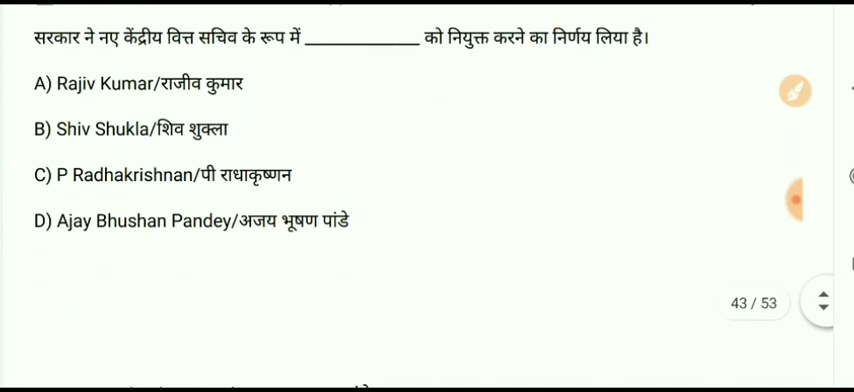 सरकार ने नए केंद्रीय वित्त सचिव के रूप में ____________ को नियुक्त करने का निर्णय लिया है।
A) Rajiv Kumar/राजीव कुमार
B) Shiv Shukla/शिव शुक्ला
C) P Radhakrishnan/पी राधाकृष्णन
D) Ajay Bhushan Pandey/अजय भूषण पांडे
43 / 53